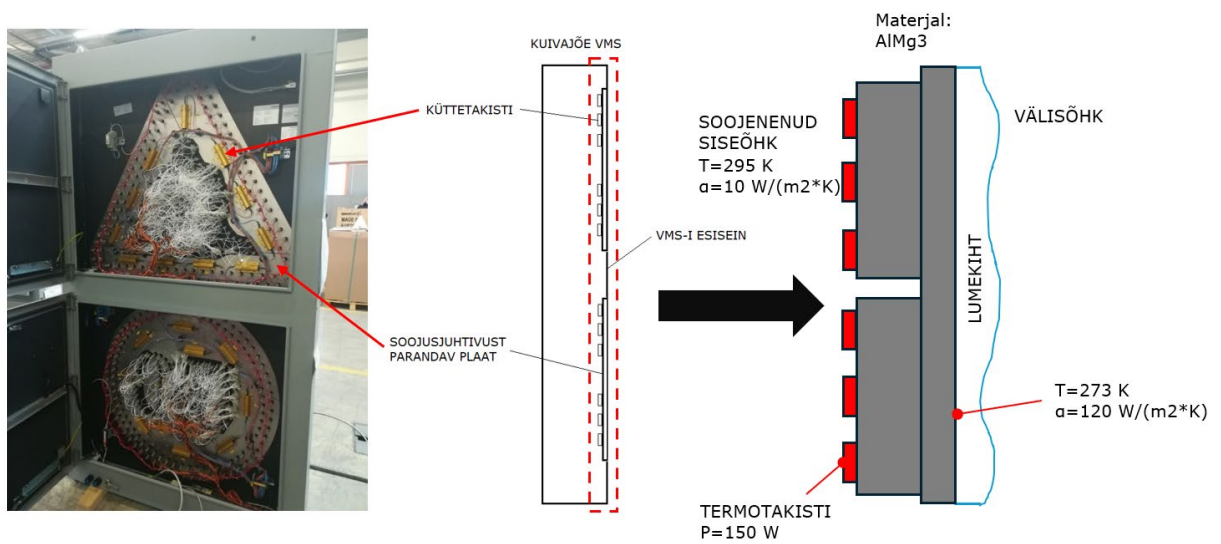 KUIVAJÕE VMS
KÜTTETAKISTI
VMS-I ESISEIN
SOOJUSJUHTIVUST
PARANDAV PLAAT
Materjal:
AlMg3
SOOJENENUD
SISEÕHK
T=295 K
α=10 W/(m2*K)
VÄLISÕHK
LUMEKIHT
T=273 K
α=120 W/(m2*K)
TERMOTAKISTI
P=150 W